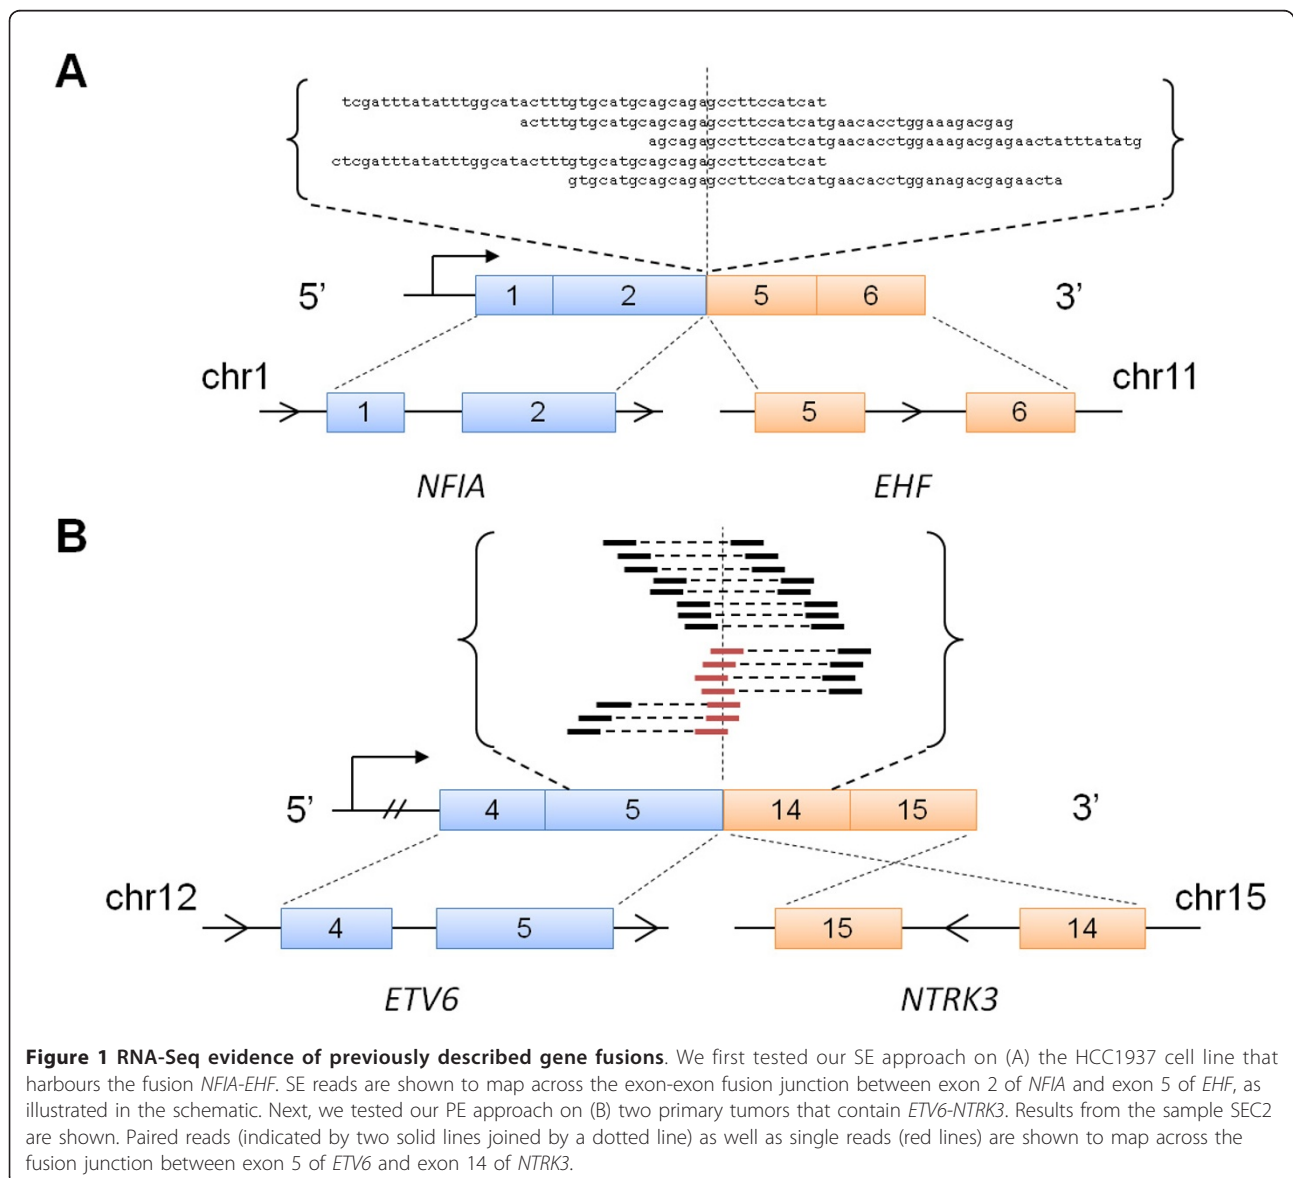 A
tcgatttatatttggcatactttgtgcatgcagcagagccttccatcat
actttgtgcatgcagcagagccttccatcatgaacacctggaaagacgag
agcagagccttccatcatgaacacctggaaagacgagaactatttatatg
ctcgatttatatttggcatactttgtgcatgcagcagagccttccatcat
gtgcatgcagcagagccttccatcatgaacacctgganagacgagaacta
5’ 1 2 5 6 3’
chr1 1 2 5 6 chr11
NFIA EHF
B
5’ // 4 5 14 15 3’
chr12 4 5 15 14 chr15
ETV6 NTRK3
Figure 1 RNA-Seq evidence of previously described gene fusions. We first tested our SE approach on (A) the HCC1937 cell line that
harbours the fusion NFIA-EHF. SE reads are shown to map across the exon-exon fusion junction between exon 2 of NFIA and exon 5 of EHF, as
illustrated in the schematic. Next, we tested our PE approach on (B) two primary tumors that contain ETV6-NTRK3. Results from the sample SEC2
are shown. Paired reads (indicated by two solid lines joined by a dotted line) as well as single reads (red lines) are shown to map across the
fusion junction between exon 5 of ETV6 and exon 14 of NTRK3.